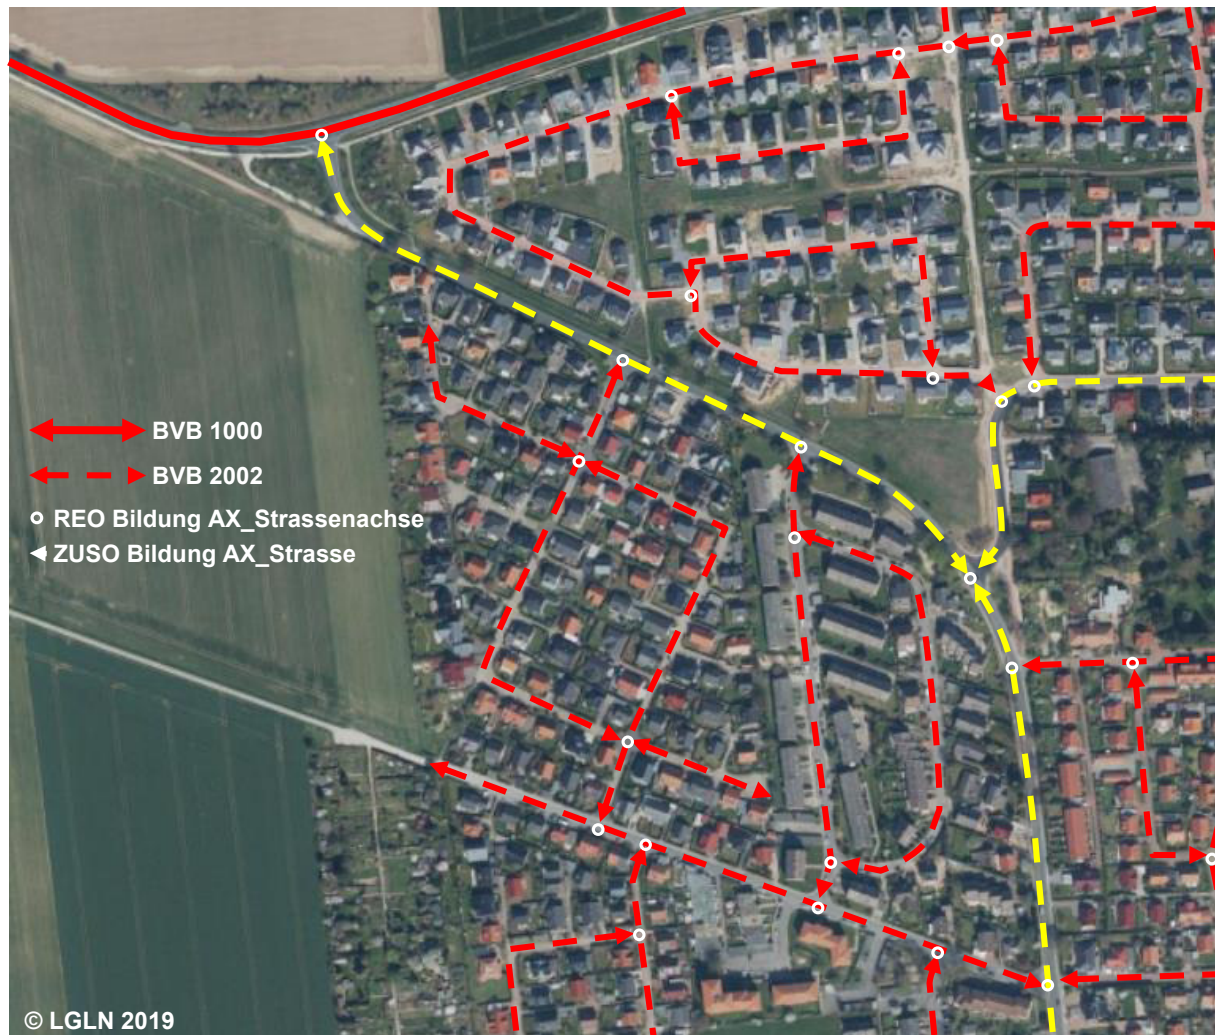 BVB 1000
BVB 2002
REO Bildung AX_Strassenachse
ZUSO Bildung AX_Strasse
© LGLN 2019